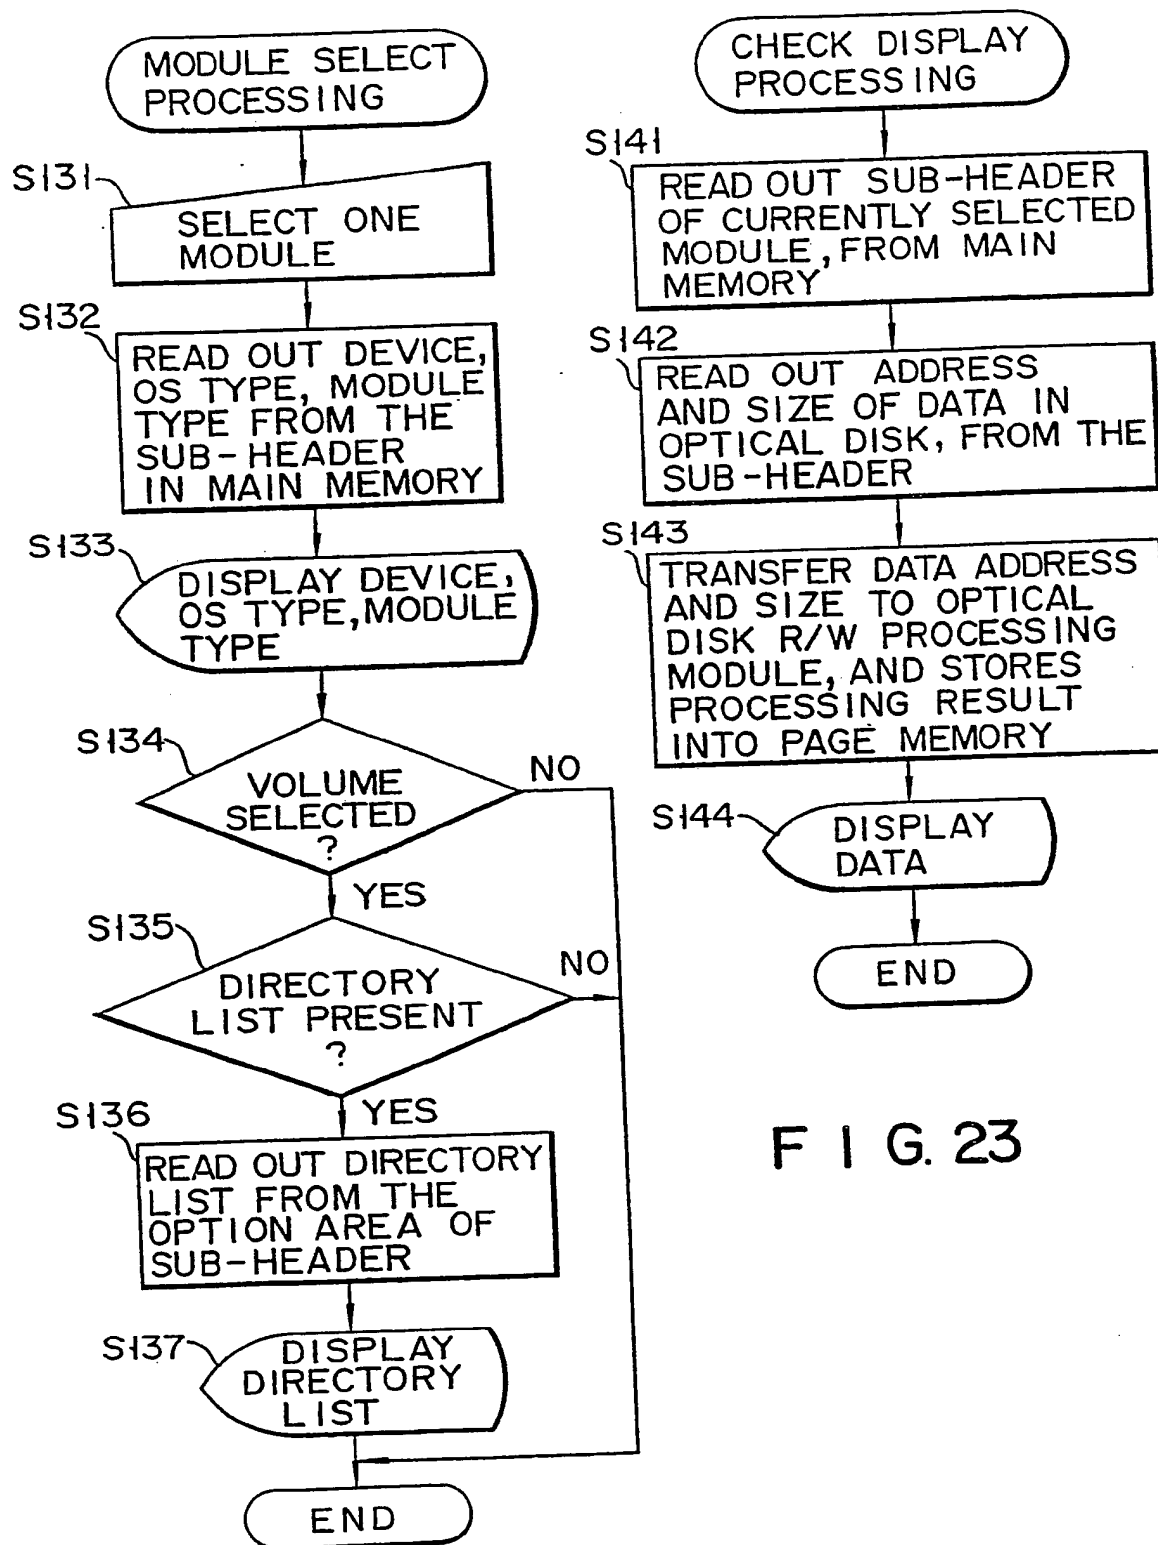 MODULE SELECT
PROCESSING
S131
SELECT ONE
MODULE
S132
READ OUT DEVICE,
OS TYPE, MODULE
TYPE FROM THE
SUB-HEADER
IN MAIN MEMORY
S133
DISPLAY DEVICE,
OS TYPE, MODULE
TYPE
S134
VOLUME
SELECTED
?
NO
YES
S135
DIRECTORY
LIST PRESENT
?
NO
YES
S136
READ OUT DIRECTORY
LIST FROM THE
OPTION AREA OF
SUB-HEADER
S137
DISPLAY
DIRECTORY
LIST
END
CHECK DISPLAY
PROCESSING
S141
READ OUT SUB-HEADER
OF CURRENTLY SELECTED
MODULE, FROM MAIN
MEMORY
S142
READ OUT ADDRESS
AND SIZE OF DATA IN
OPTICAL DISK, FROM THE
SUB-HEADER
S143
TRANSFER DATA ADDRESS
AND SIZE TO OPTICAL
DISK R/W PROCESSING
MODULE, AND STORES
PROCESSING RESULT
INTO PAGE MEMORY
S144
DISPLAY
DATA
END
FIG. 23